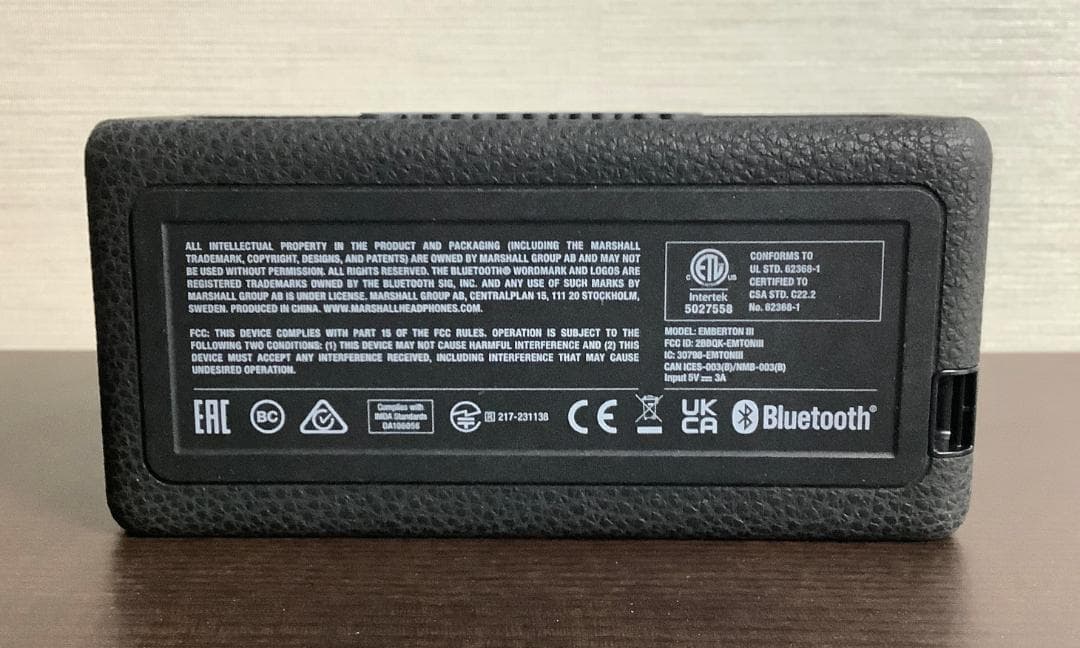 ALL INTELLECTUAL PROPERTY IN THE PRODUCT AND PACKAGING (INCLUDING THE MARSHALL
TRADEMARK, COPYRIGHT, DESIGNS, AND PATENTS) ARE OWNED BY MARSHALL GROUP AB AND MAY NOT
BE USED WITHOUT PERMISSION. ALL RIGHTS RESERVED. THE BLUETOOTH® WORDMARK AND LOGOS ARE
REGISTERED TRADEMARKS OWNED BY THE BLUETOOTH SIG, INC. AND ANY USE OF SUCH MARKS BY
MARSHALL GROUP AB IS UNDER LICENSE. MARSHALL GROUP AB, CENTRALPLAN 15, 111 20 STOCKHOLM,
SWEDEN. PRODUCED IN CHINA. WWW.MARSHALLHEADPHONES.COM.
FCC: THIS DEVICE COMPLIES WITH PART 15 OF THE FCC RULES. OPERATION IS SUBJECT TO THE
FOLLOWING TWO CONDITIONS: (1) THIS DEVICE MAY NOT CAUSE HARMFUL INTERFERENCE AND (2) THIS
DEVICE MUST ACCEPT ANY INTERFERENCE RECEIVED, INCLUDING INTERFERENCE THAT MAY CAUSE
UNDESIRED OPERATION.
C ETL US
Intertek
5027558
CONFORMS TO
UL STD. 62368-1
CERTIFIED TO
CSA STD. C22.2
No. 62368-1
MODEL: EMBERTON III
FCC ID: 2BBQK-EMTONIII
IC: 30798-EMTONIII
CAN ICES-003(B)/NMB-003(B)
Input 5V ⎓ 3A
EAC
BC
Complies with
IMDA Standards
DA106056
R 217-231138
CE
UK
CA
Bluetooth®